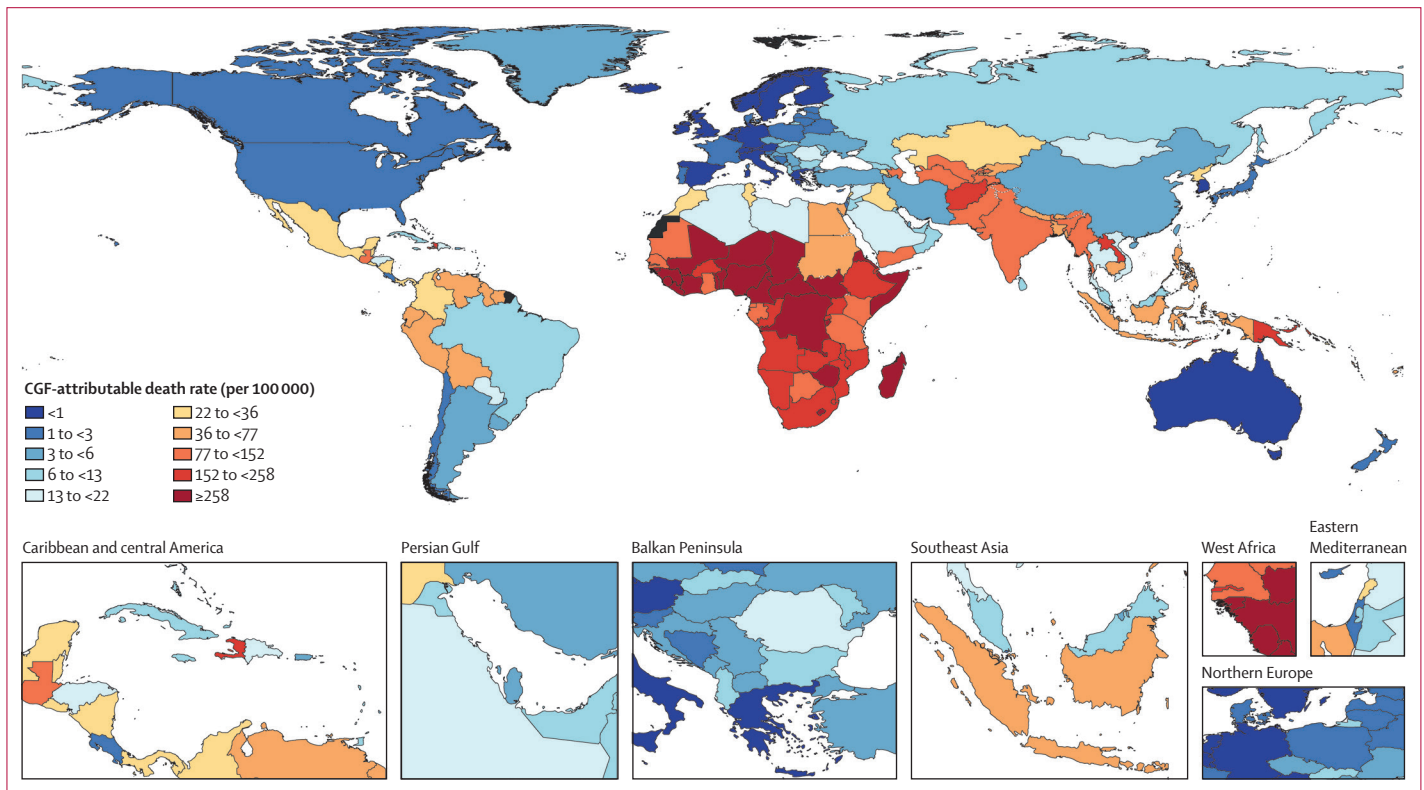 CGF-attributable death rate (per 100 000)
<1
1 to <3
3 to <6
6 to <13
13 to <22
22 to <36
36 to <77
77 to <152
152 to <258
≥258
Caribbean and central America
Persian Gulf
Balkan Peninsula
Southeast Asia
West Africa
Eastern
Mediterranean
Northern Europe